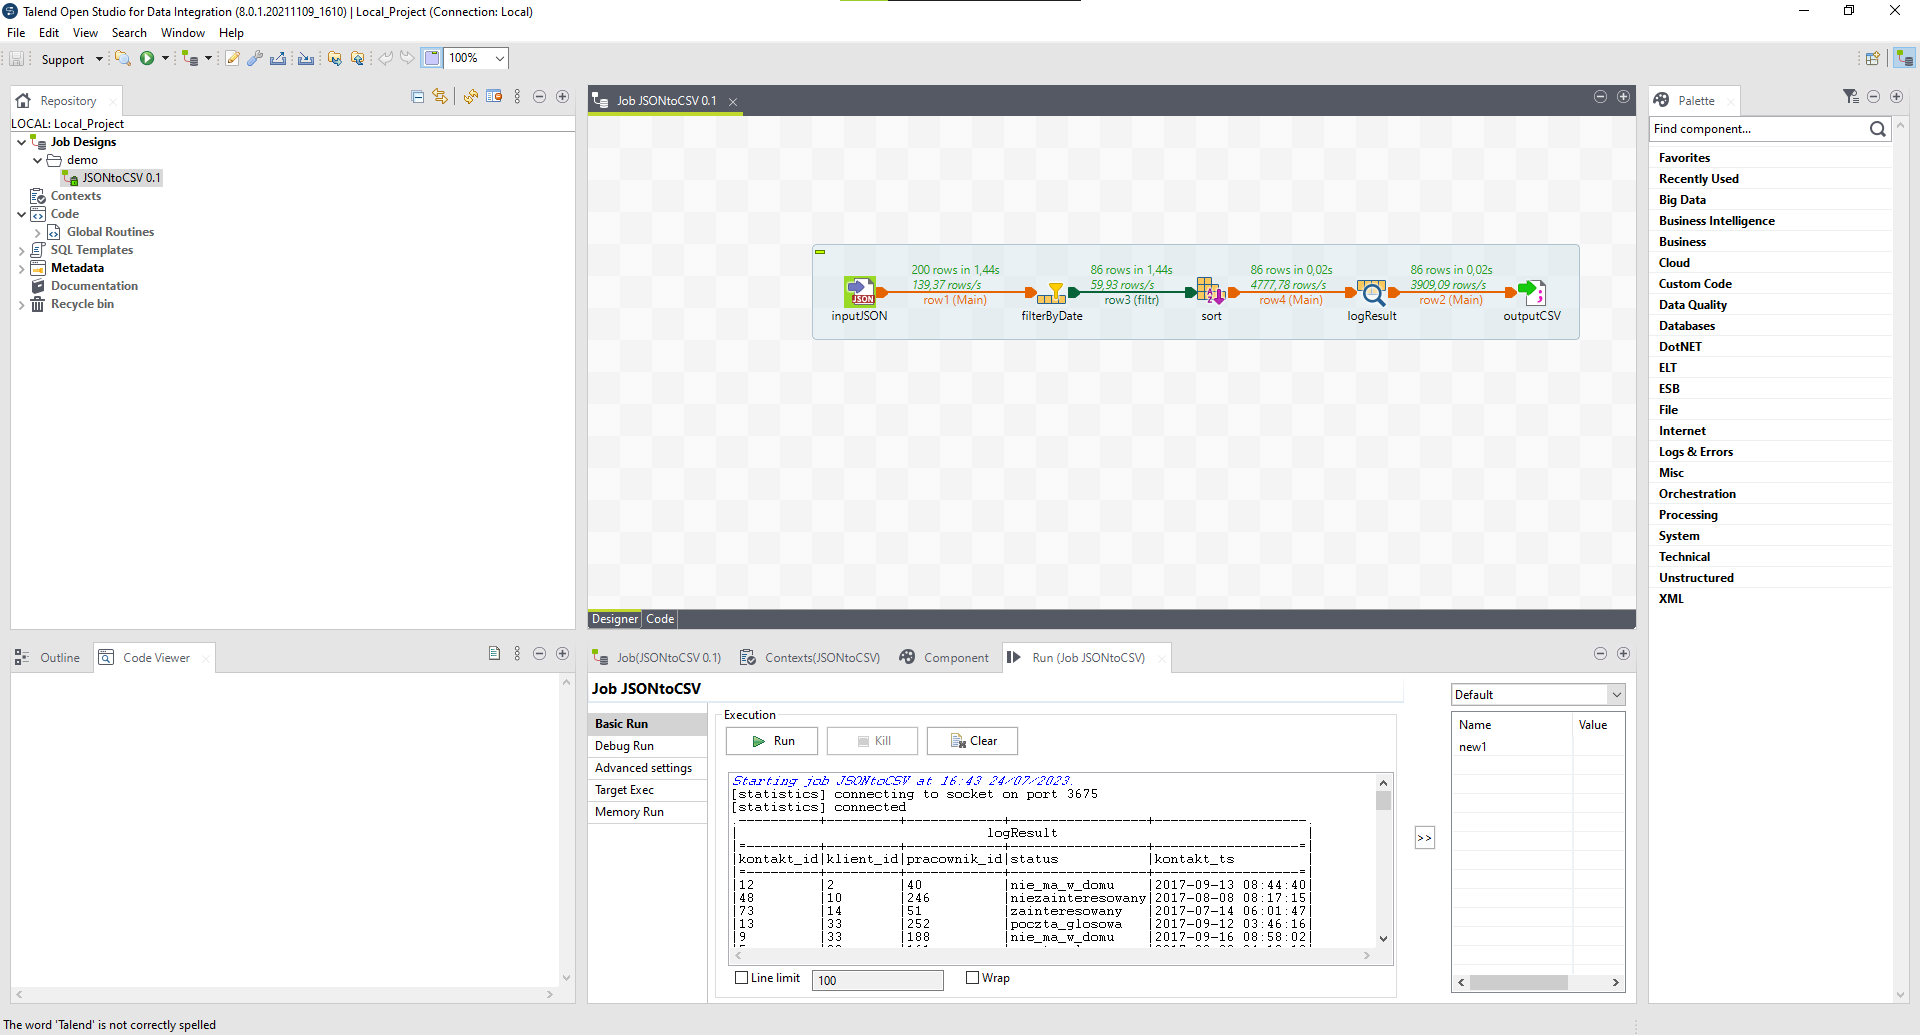 Talend Open Studio for Data Integration (8.0.1.20211109_1610) | Local_Project (Connection: Local)
File Edit View Search Window Help
Support 100%
Repository
LOCAL: Local_Project
Job Designs
demo
JSONtoCSV 0.1
Contexts
Code
Global Routines
SQL Templates
Metadata
Documentation
Recycle bin
Job JSONtoCSV 0.1
200 rows in 1,44s
139,37 rows/s
row1 (Main)
86 rows in 1,44s
59,93 rows/s
row3 (filtr)
86 rows in 0,02s
4777,78 rows/s
row4 (Main)
86 rows in 0,02s
3909,09 rows/s
row2 (Main)
JSON
inputJSON
filterByDate
sort
logResult
outputCSV
Designer Code
Palette
Find component...
Favorites
Recently Used
Big Data
Business Intelligence
Business
Cloud
Custom Code
Data Quality
Databases
DotNET
ELT
ESB
File
Internet
Logs & Errors
Misc
Orchestration
Processing
System
Technical
Unstructured
XML
Outline Code Viewer
Job(JSONtoCSV 0.1) Contexts(JSONtoCSV) Component Run (Job JSONtoCSV)
Job JSONtoCSV
Basic Run
Debug Run
Advanced settings
Target Exec
Memory Run
Execution
Run Kill Clear
Starting job JSONtoCSV at 16:43 24/07/2023.
[statistics] connecting to socket on port 3675
[statistics] connected
logResult
|kontakt_id|klient_id|pracownik_id|status |kontakt_ts |
|12 |2 |40 |nie_ma_w_domu |2017-09-13 08:44:40|
|48 |10 |246 |niezainteresowany|2017-08-08 08:17:15|
|73 |14 |51 |zainteresowany |2017-07-14 06:01:47|
|13 |33 |252 |poczta_glosowa |2017-09-12 03:46:16|
|9 |33 |188 |nie_ma_w_domu |2017-09-16 08:58:02|
Line limit 100 Wrap
>>
Default
Name Value
new1
The word 'Talend' is not correctly spelled